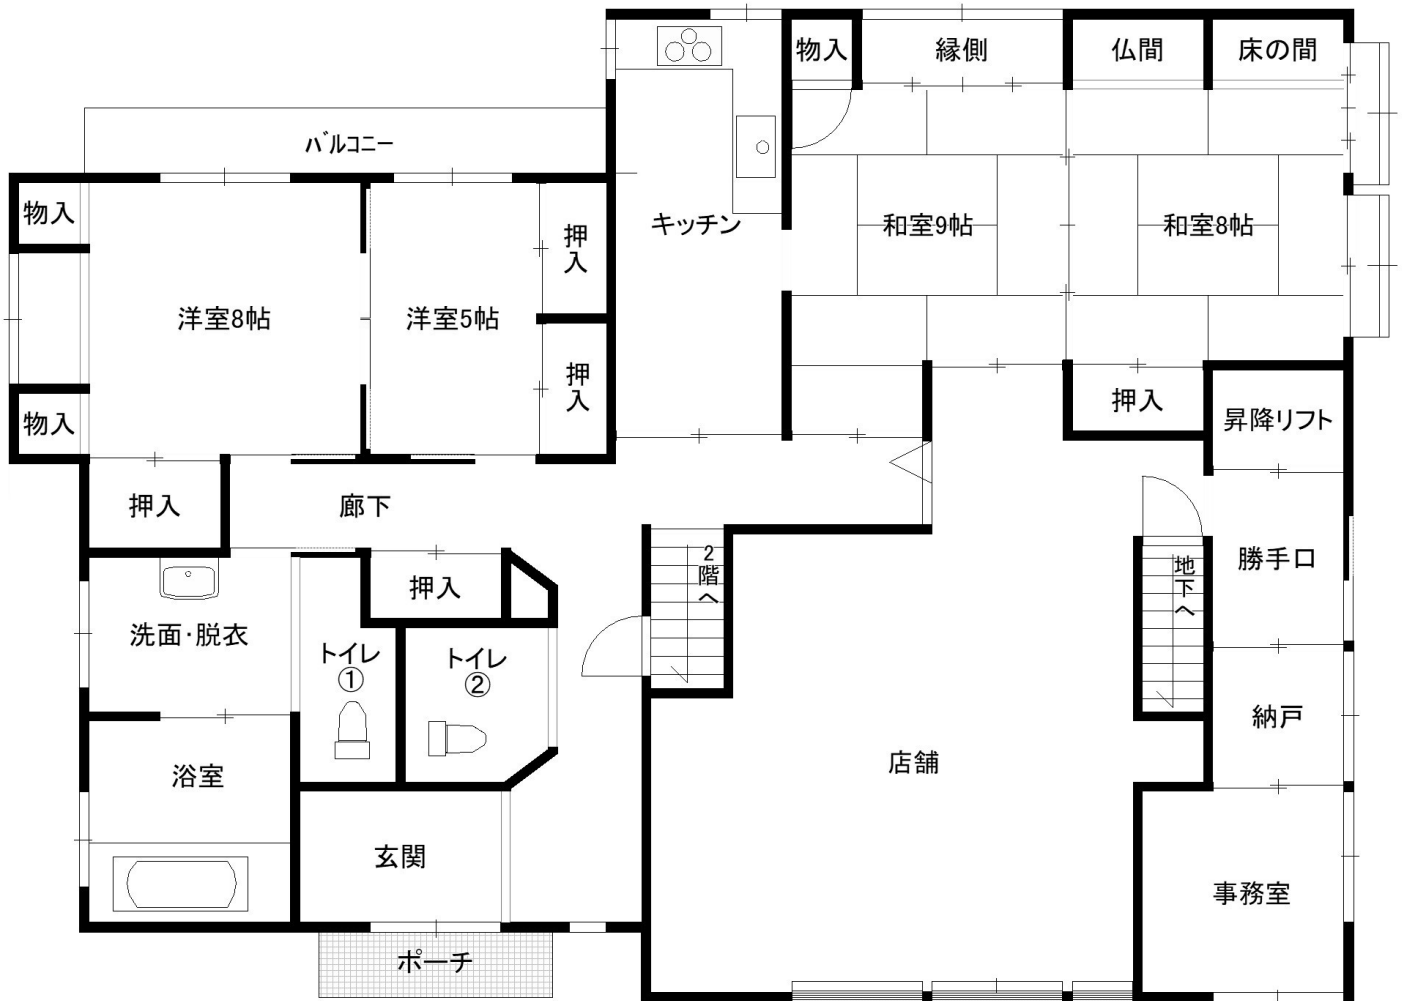 物入
縁側
仏間
床の間
バルコニー
物入
押入
キッチン
和室9帖
和室8帖
洋室8帖
洋室5帖
押入
物入
押入
昇降リフト
押入
廊下
2階へ
地下へ
勝手口
押入
洗面・脱衣
トイレ
①
トイレ
②
納戸
店舗
浴室
玄関
事務室
ポーチ